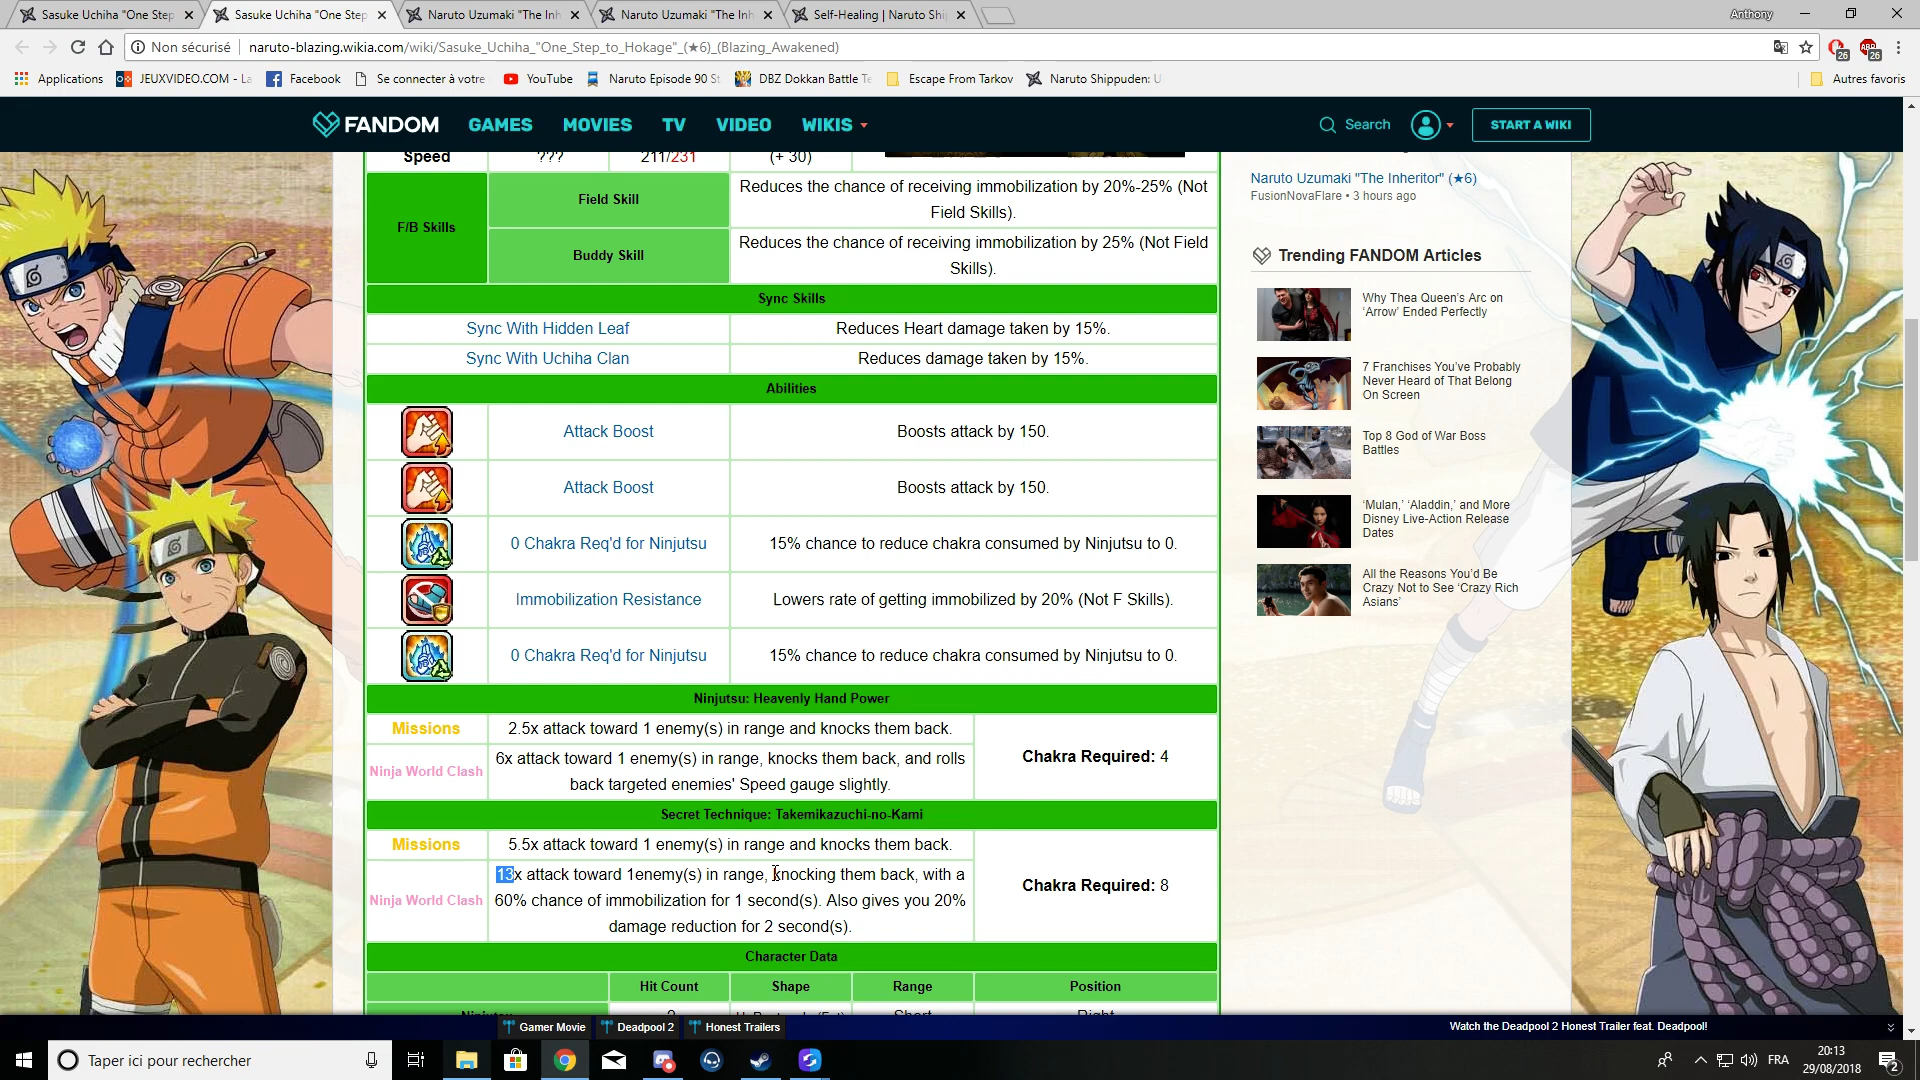 Sasuke Uchiha "One Step
Sasuke Uchiha "One Step
Naruto Uzumaki "The Inh
Naruto Uzumaki "The Inh
Self-Healing | Naruto Shi
Anthony
Non sécurisé
naruto-blazing.wikia.com/wiki/Sasuke_Uchiha_"One_Step_to_Hokage"_(★6)_(Blazing_Awakened)
26
ABP
26
Applications
JEUXVIDEO.COM - La
Facebook
Se connecter à votre
YouTube
Naruto Episode 90 St
DBZ Dokkan Battle Te
Escape From Tarkov
Naruto Shippuden: U
Autres favoris
FANDOM
GAMES
MOVIES
TV
VIDEO
WIKIS
Search
START A WIKI
Speed
???
211/231
(+ 30)
F/B Skills
Field Skill
Reduces the chance of receiving immobilization by 20%-25% (Not
Field Skills).
Buddy Skill
Reduces the chance of receiving immobilization by 25% (Not Field
Skills).
Sync Skills
Sync With Hidden Leaf
Reduces Heart damage taken by 15%.
Sync With Uchiha Clan
Reduces damage taken by 15%.
Abilities
Attack Boost
Boosts attack by 150.
Attack Boost
Boosts attack by 150.
0 Chakra Req'd for Ninjutsu
15% chance to reduce chakra consumed by Ninjutsu to 0.
Immobilization Resistance
Lowers rate of getting immobilized by 20% (Not F Skills).
0 Chakra Req'd for Ninjutsu
15% chance to reduce chakra consumed by Ninjutsu to 0.
Ninjutsu: Heavenly Hand Power
Missions
2.5x attack toward 1 enemy(s) in range and knocks them back.
Chakra Required: 4
Ninja World Clash
6x attack toward 1 enemy(s) in range, knocks them back, and rolls
back targeted enemies' Speed gauge slightly.
Secret Technique: Takemikazuchi-no-Kami
Missions
5.5x attack toward 1 enemy(s) in range and knocks them back.
Chakra Required: 8
Ninja World Clash
13x attack toward 1enemy(s) in range, knocking them back, with a
60% chance of immobilization for 1 second(s). Also gives you 20%
damage reduction for 2 second(s).
Character Data
Hit Count
Shape
Range
Position
Ninjutsu
Short
Right
Naruto Uzumaki "The Inheritor" (★6)
FusionNovaFlare • 3 hours ago
Trending FANDOM Articles
Why Thea Queen's Arc on
'Arrow' Ended Perfectly
7 Franchises You've Probably
Never Heard of That Belong
On Screen
Top 8 God of War Boss
Battles
'Mulan,' 'Aladdin,' and More
Disney Live-Action Release
Dates
All the Reasons You'd Be
Crazy Not to See 'Crazy Rich
Asians'
Gamer Movie
Deadpool 2
Honest Trailers
Watch the Deadpool 2 Honest Trailer feat. Deadpool!
Taper ici pour rechercher
FRA
20:13
29/08/2018
2